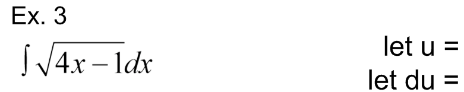 Ex. 3
∫√(4x – 1)dx
let u =
let du =